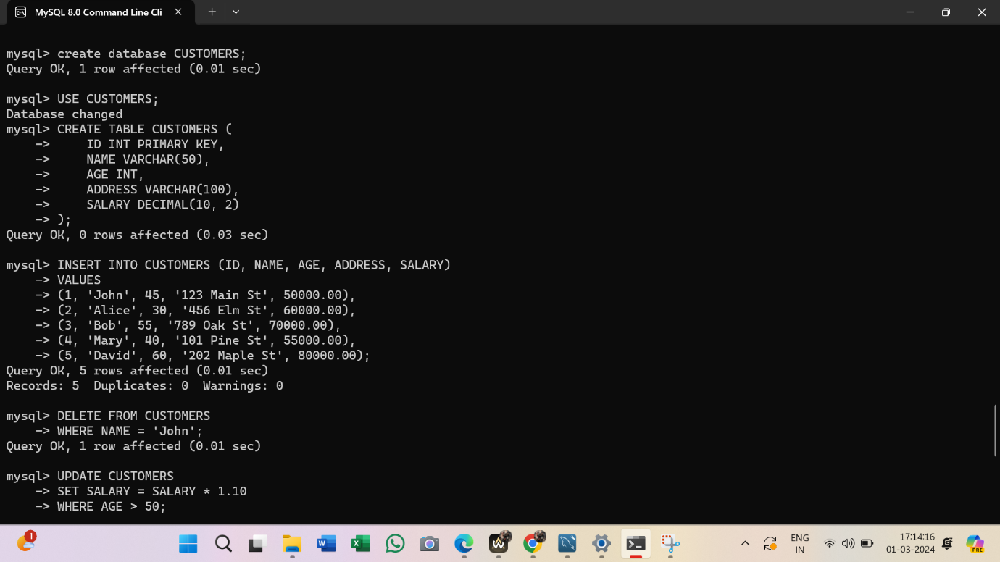 MySQL 8.0 Command Line Cli
mysql> create database CUSTOMERS;
Query OK, 1 row affected (0.01 sec)
mysql> USE CUSTOMERS;
Database changed
mysql> CREATE TABLE CUSTOMERS (
    ->     ID INT PRIMARY KEY,
    ->     NAME VARCHAR(50),
    ->     AGE INT,
    ->     ADDRESS VARCHAR(100),
    ->     SALARY DECIMAL(10, 2)
    -> );
Query OK, 0 rows affected (0.03 sec)
mysql> INSERT INTO CUSTOMERS (ID, NAME, AGE, ADDRESS, SALARY)
    -> VALUES
    -> (1, 'John', 45, '123 Main St', 50000.00),
    -> (2, 'Alice', 30, '456 Elm St', 60000.00),
    -> (3, 'Bob', 55, '789 Oak St', 70000.00),
    -> (4, 'Mary', 40, '101 Pine St', 55000.00),
    -> (5, 'David', 60, '202 Maple St', 80000.00);
Query OK, 5 rows affected (0.01 sec)
Records: 5  Duplicates: 0  Warnings: 0
mysql> DELETE FROM CUSTOMERS
    -> WHERE NAME = 'John';
Query OK, 1 row affected (0.01 sec)
mysql> UPDATE CUSTOMERS
    -> SET SALARY = SALARY * 1.10
    -> WHERE AGE > 50;
1
ENG
IN
17:14:16
01-03-2024
PRE